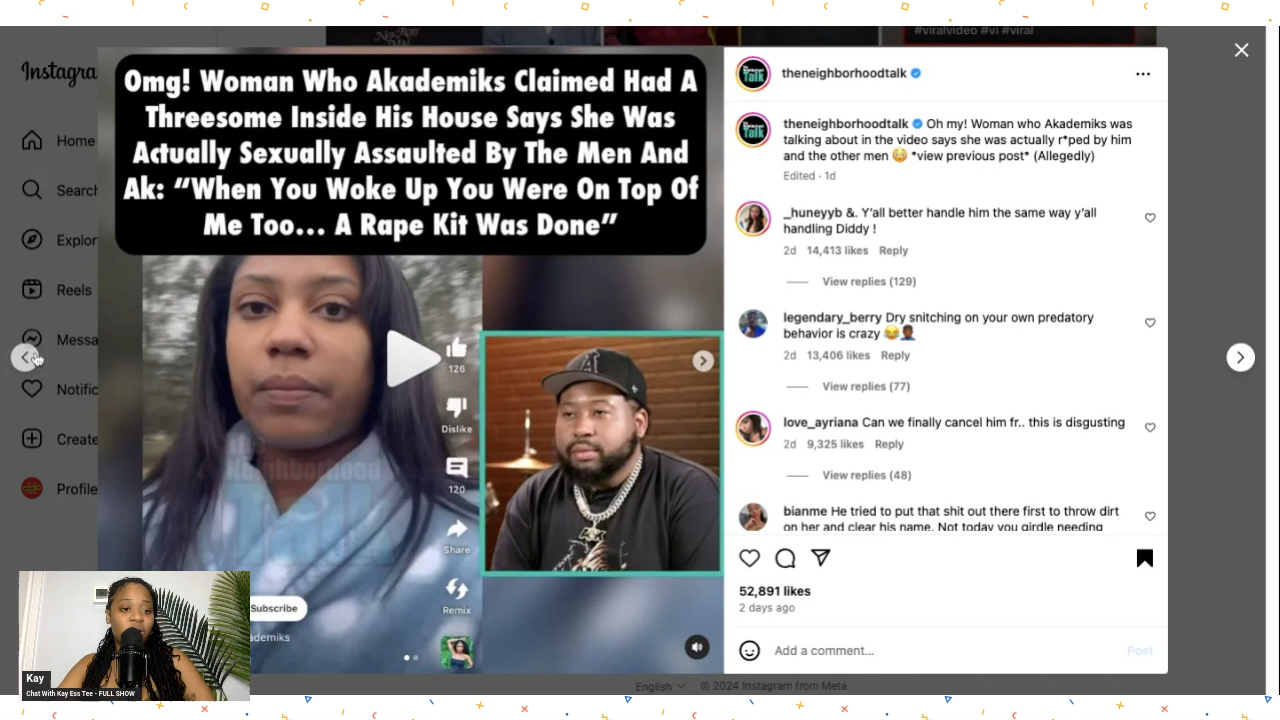 #viralvideo #vi #viral
Instagra
Omg! Woman Who Akademiks Claimed Had A
Threesome Inside His House Says She Was
Actually Sexually Assaulted By The Men And
Ak: “When You Woke Up You Were On Top Of
Me Too... A Rape Kit Was Done”
Home
Search
Explor
Reels
Messa
Notific
Create
Profile
126
Dislike
120
Share
Remix
The
Neighborhood
Talk
Subscribe
ademiks
theneighborhoodtalk
theneighborhoodtalk Oh my! Woman who Akademiks was
talking about in the video says she was actually r*ped by him
and the other men 😳 *view previous post* (Allegedly)
Edited · 1d
_huneyyb &. Y'all better handle him the same way y'all
handling Diddy !
2d 14,413 likes Reply
View replies (129)
legendary_berry Dry snitching on your own predatory
behavior is crazy 😂🤦🏾‍♂️
2d 13,406 likes Reply
View replies (77)
love_ayriana Can we finally cancel him fr.. this is disgusting
2d 9,325 likes Reply
View replies (48)
bianme He tried to put that shit out there first to throw dirt
on her and clear his name. Not today you girdle needing
52,891 likes
2 days ago
Add a comment...
Post
English
© 2024 Instagram from Meta
Kay
Chat With Kay Ess Tee - FULL SHOW